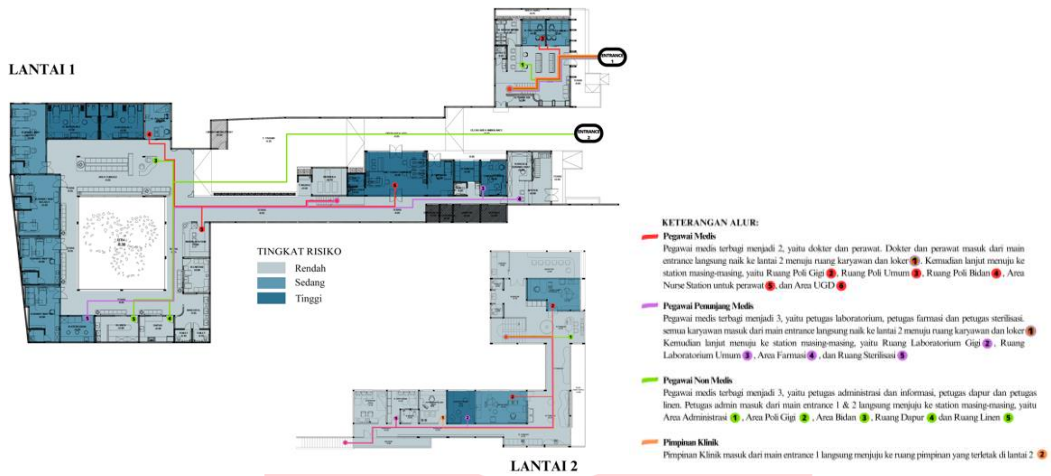 LANTAI 1
ENTRANCE
1
ENTRANCE
2
TINGKAT RISIKO
Rendah
Sedang
Tinggi
LANTAI 2
KETERANGAN ALUR:
Pegawai Medis
Pegawai medis terbagi menjadi 2, yaitu dokter dan perawat. Dokter dan perawat masuk dari main
entrance langsung naik ke lantai 2 menuju ruang karyawan dan loker 1. Kemudian lanjut menuju ke
station masing-masing, yaitu Ruang Poli Gigi 2, Ruang Poli Umum 3, Ruang Poli Bidan 4, Area
Nurse Station untuk perawat 5, dan Area UGD 6
Pegawai Penunjang Medis
Pegawai medis terbagi menjadi 3, yaitu petugas laboratorium, petugas farmasi dan petugas sterilisasi.
semua karyawan masuk dari main entrance langsung naik ke lantai 2 menuju ruang karyawan dan loker 1
Kemudian lanjut menuju ke station masing-masing, yaitu Ruang Laboratorium Gigi 2, Ruang
Laboratorium Umum 3, Area Farmasi 4, dan Ruang Sterilisasi 5
Pegawai Non Medis
Pegawai medis terbagi menjadi 3, yaitu petugas administrasi dan informasi, petugas dapur dan petugas
linen. Petugas admin masuk dari main entrance 1 & 2 langsung menjuju ke station masing-masing, yaitu
Area Administrasi 1, Area Poli Gigi 2, Area Bidan 3, Ruang Dapur 4 dan Ruang Linen 5
Pimpinan Klinik
Pimpinan Klinik masuk dari main entrance 1 langsung menjuju ke ruang pimpinan yang terletak di lantai 2 2